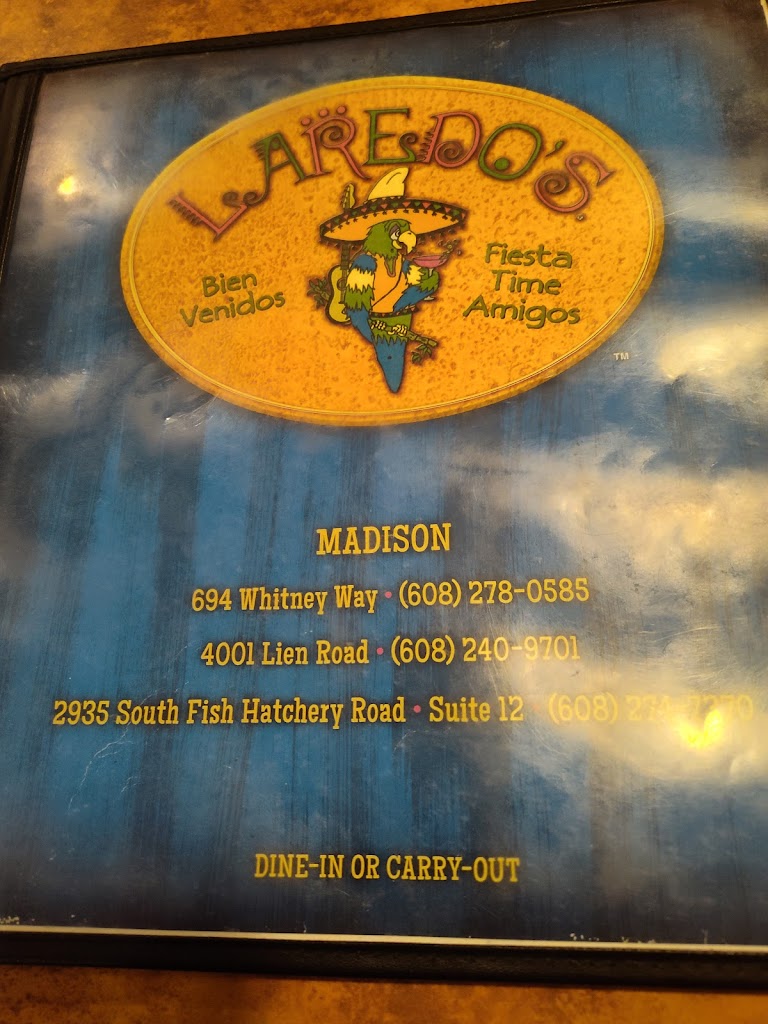 LAREDO'S
Bien
Venidos
Fiesta
Time
Amigos
TM
MADISON
694 Whitney Way • (608) 278-0585
4001 Lien Road • (608) 240-9701
2935 South Fish Hatchery Road • Suite 12 • (608)
DINE-IN OR CARRY-OUT